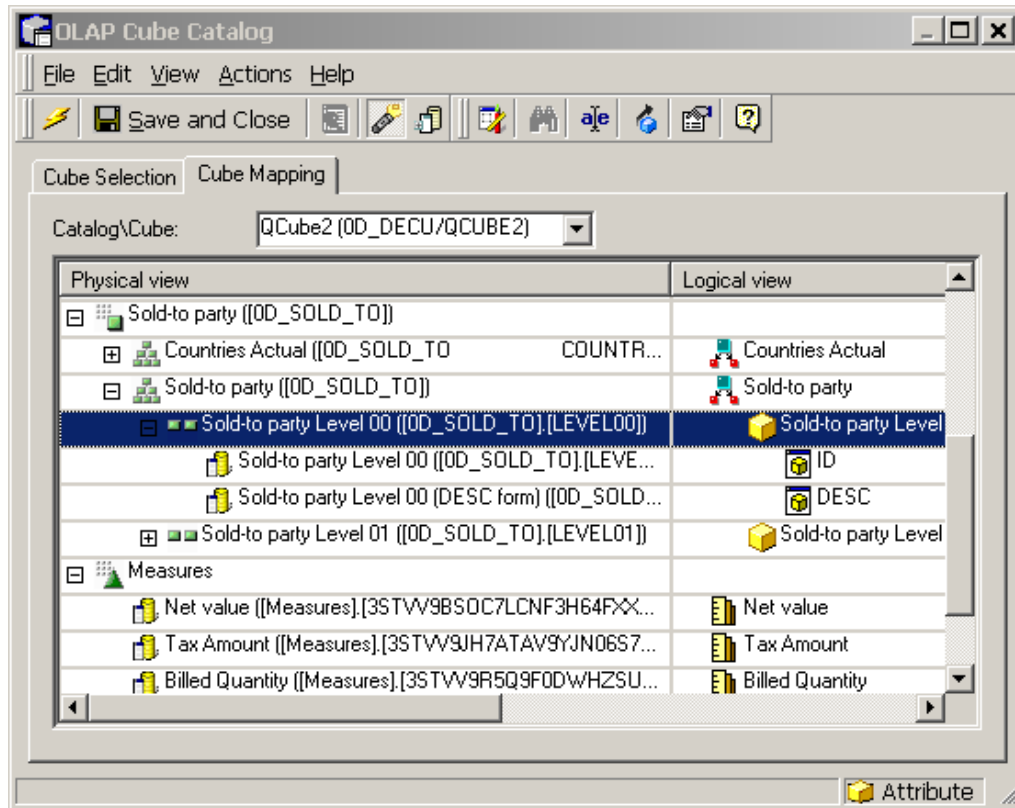 OLAP Cube Catalog
File Edit View Actions Help
Save and Close
Cube Selection Cube Mapping
Catalog\Cube: QCube2 (0D_DECU/QCUBE2)
Physical view Logical view
Sold-to party ([0D_SOLD_TO])
Countries Actual ([0D_SOLD_TO COUNTR... Countries Actual
Sold-to party ([0D_SOLD_TO]) Sold-to party
Sold-to party Level 00 ([0D_SOLD_TO].[LEVEL00]) Sold-to party Level
Sold-to party Level 00 ([0D_SOLD_TO].[LEVE... ID
Sold-to party Level 00 (DESC form) ([0D_SOLD... DESC
Sold-to party Level 01 ([0D_SOLD_TO].[LEVEL01]) Sold-to party Level
Measures
Net value ([Measures].[3STVV9BSOC7LCNF3H64FXX... Net value
Tax Amount ([Measures].[3STVV9JH7ATAV9YJN06S7... Tax Amount
Billed Quantity ([Measures].[3STVV9R5Q9F0DWHZSU... Billed Quantity
Attribute